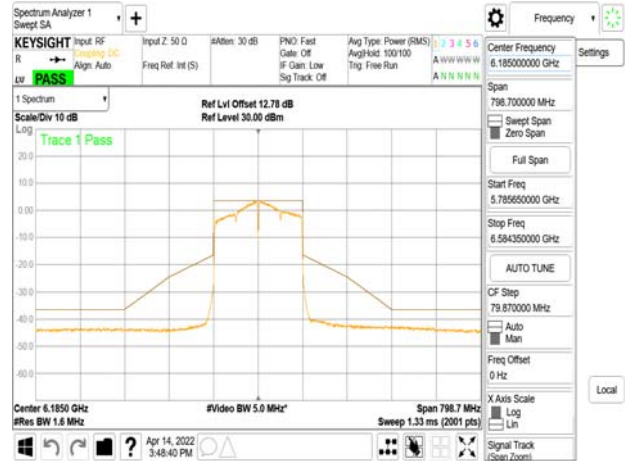 Spectrum Analyzer 1
Swept SA
+
Frequency
KEYSIGHT
R
LV PASS
Input: RF
Coupling: DC
Align: Auto
Input Z: 50 Ω
Freq Ref: Int (S)
#Atten: 30 dB
PNO: Fast
Gate: Off
IF Gain: Low
Sig Track: Off
Avg Type: Power (RMS)
Avg|Hold: 100/100
Trig: Free Run
1 2 3 4 5 6
A W W W W W
A N N N N N
1 Spectrum
Scale/Div 10 dB
Ref Lvl Offset 12.78 dB
Ref Level 30.00 dBm
Log
Trace 1 Pass
20.0
10.0
0.00
-10.0
-20.0
-30.0
-40.0
-50.0
-60.0
Center 6.1850 GHz
#Res BW 1.6 MHz
#Video BW 5.0 MHz*
Span 798.7 MHz
Sweep 1.33 ms (2001 pts)
Apr 14, 2022
3:48:40 PM
?
Center Frequency
6.185000000 GHz
Settings
Span
798.700000 MHz
Swept Span
Zero Span
Full Span
Start Freq
5.785650000 GHz
Stop Freq
6.584350000 GHz
AUTO TUNE
CF Step
79.870000 MHz
Auto
Man
Freq Offset
0 Hz
X Axis Scale
Log
Lin
Local
Signal Track
(Span Zoom)